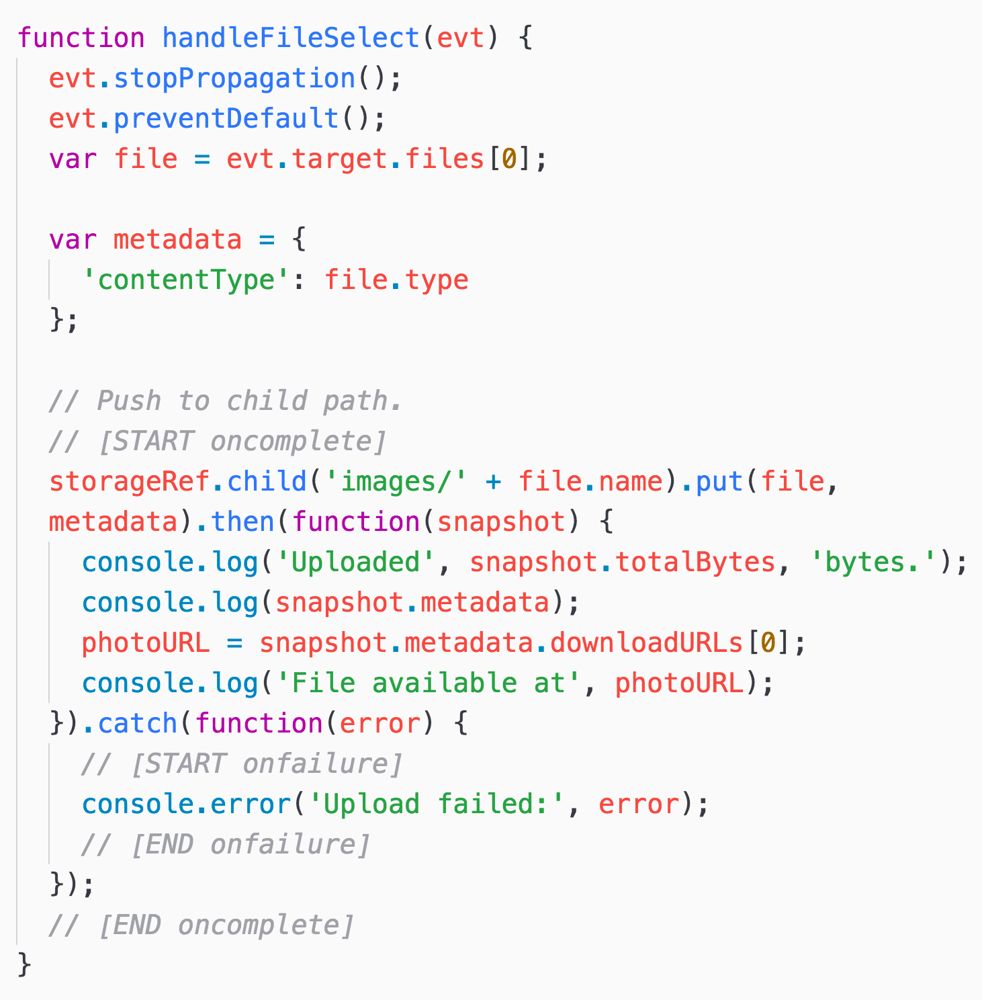 function handleFileSelect(evt) {
  evt.stopPropagation();
  evt.preventDefault();
  var file = evt.target.files[0];

  var metadata = {
    'contentType': file.type
  };

  // Push to child path.
  // [START oncomplete]
  storageRef.child('images/' + file.name).put(file,
  metadata).then(function(snapshot) {
    console.log('Uploaded', snapshot.totalBytes, 'bytes.');
    console.log(snapshot.metadata);
    photoURL = snapshot.metadata.downloadURLs[0];
    console.log('File available at', photoURL);
  }).catch(function(error) {
    // [START onfailure]
    console.error('Upload failed:', error);
    // [END onfailure]
  });
  // [END oncomplete]
}